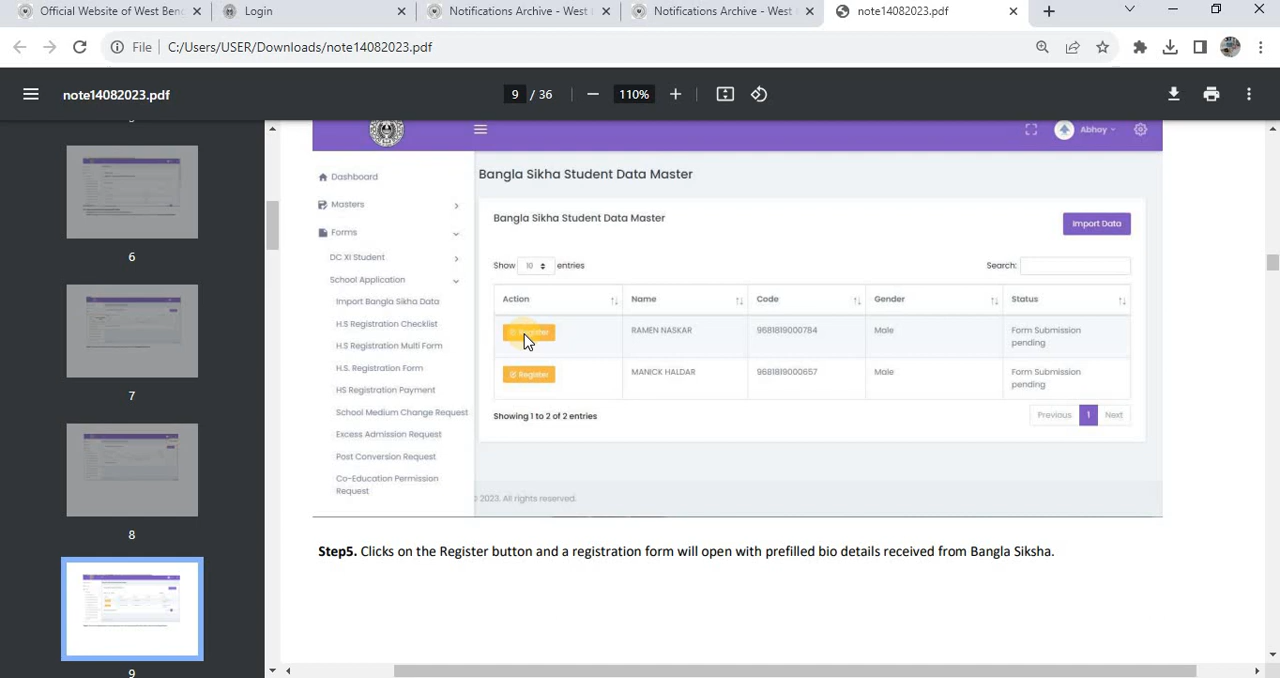 Official Website of West Ben
Login
Notifications Archive - West
Notifications Archive - West
note14082023.pdf
File
C:/Users/USER/Downloads/note14082023.pdf
note14082023.pdf
9 / 36
110%
6
7
8
9
Abhoy
Dashboard
Masters
Forms
DC XI Student
School Application
Import Bangla Sikha Data
H.S Registration Checklist
H.S Registration Multi Form
H.S. Registration Form
HS Registration Payment
School Medium Change Request
Excess Admission Request
Post Conversion Request
Co-Education Permission
Request
Bangla Sikha Student Data Master
Bangla Sikha Student Data Master
Import Data
Show 10 entries
Search:
Action Name Code Gender Status
Register RAMEN NASKAR 9681819000784 Male Form Submission
pending
Register MANICK HALDAR 9681819000657 Male Form Submission
pending
Showing 1 to 2 of 2 entries
Previous 1 Next
2023. All rights reserved.
Step5. Clicks on the Register button and a registration form will open with prefilled bio details received from Bangla Siksha.